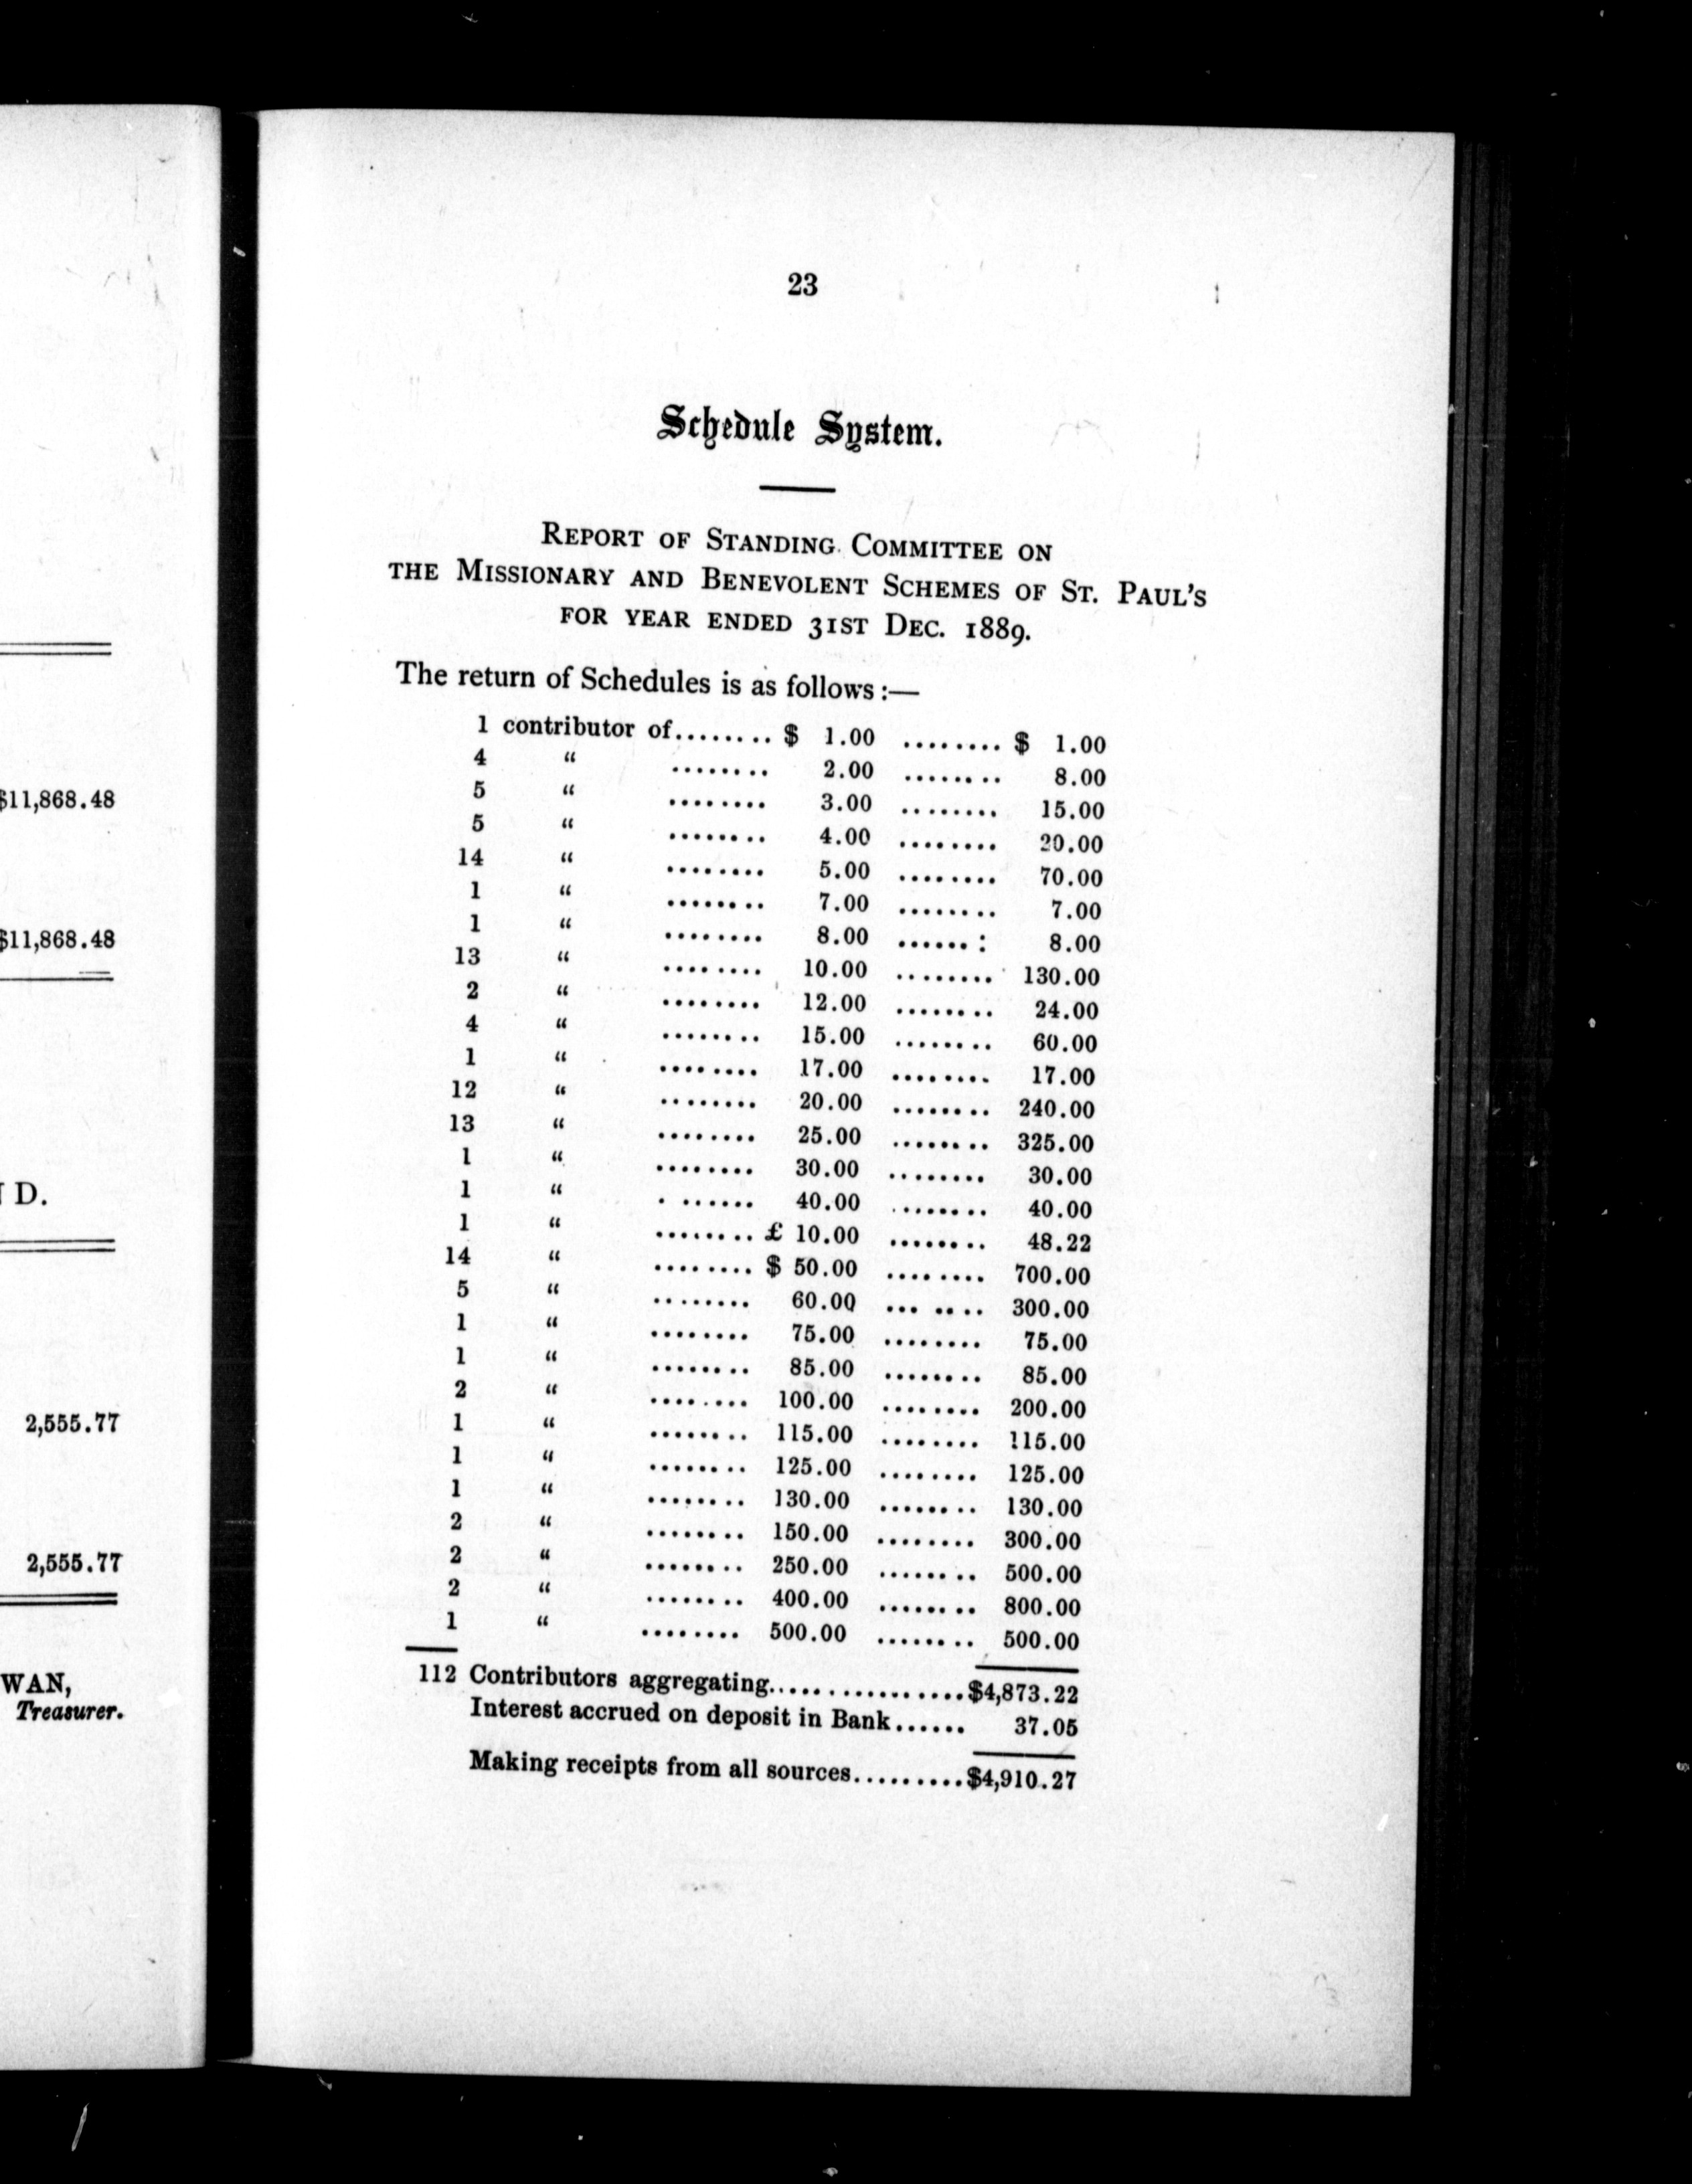 $11,868.48
$11,868.48
D.
2,555.77
2,555.77
WAN,
Treasurer.
23
Schedule System.
REPORT OF STANDING COMMITTEE ON
THE MISSIONARY AND BENEVOLENT SCHEMES OF ST. PAUL'S
FOR YEAR ENDED 31ST DEC. 1889.
The return of Schedules is as follows:—
1 contributor of........ $ 1.00 ........ $ 1.00
4 “ ........ 2.00 ........ 8.00
5 “ ........ 3.00 ........ 15.00
5 “ ........ 4.00 ........ 20.00
14 “ ........ 5.00 ........ 70.00
1 “ ........ 7.00 ........ 7.00
1 “ ........ 8.00 ...... : 8.00
13 “ ........ 10.00 ........ 130.00
2 “ ........ 12.00 ........ 24.00
4 “ ........ 15.00 ........ 60.00
1 “ ........ 17.00 ........ 17.00
12 “ ........ 20.00 ........ 240.00
13 “ ........ 25.00 ........ 325.00
1 “ ........ 30.00 ........ 30.00
1 “ . ...... 40.00 ........ 40.00
1 “ ........ £ 10.00 ........ 48.22
14 “ ........ $ 50.00 ........ 700.00
5 “ ........ 60.00 ... .. .. 300.00
1 “ ........ 75.00 ........ 75.00
1 “ ........ 85.00 ........ 85.00
2 “ ........ 100.00 ........ 200.00
1 “ ........ 115.00 ........ 115.00
1 “ ........ 125.00 ........ 125.00
1 “ ........ 130.00 ........ 130.00
2 “ ........ 150.00 ........ 300.00
2 “ ........ 250.00 ........ 500.00
2 “ ........ 400.00 ........ 800.00
1 “ ........ 500.00 ........ 500.00
112 Contributors aggregating................$4,873.22
Interest accrued on deposit in Bank...... 37.05
Making receipts from all sources.........$4,910.27